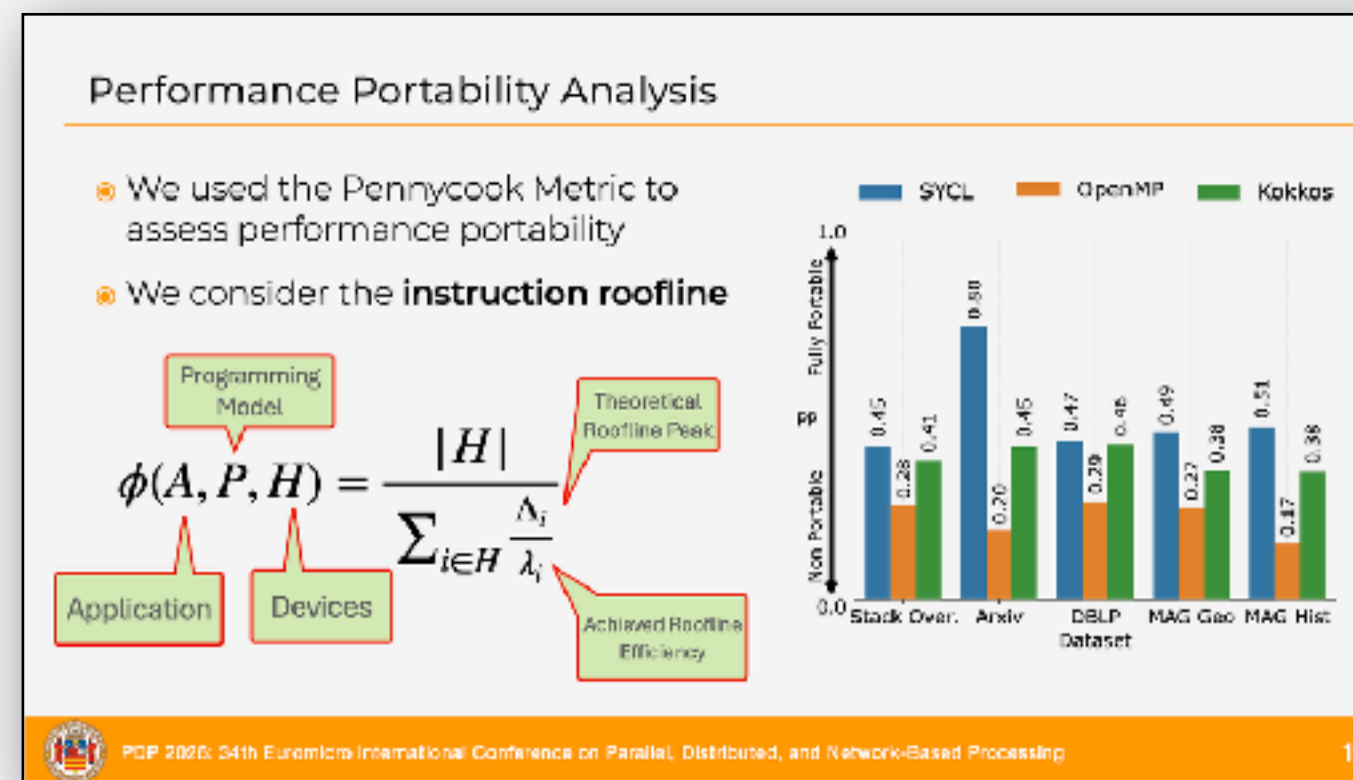 Performance Portability Analysis
We used the Pennycook Metric to
assess performance portability
We consider the instruction roofline
Programming
Model
Theoretical
Roofline Peak
ϕ(A, P, H) = |H| / ∑i∈H Λi / λi
Application
Devices
Achieved Roofline
Efficiency
SYCL
OpenMP
Kokkos
1.0
Fully Portable
PP
Non Portable
0.0
0.45
0.28
0.41
0.80
0.20
0.45
0.47
0.29
0.46
0.49
0.27
0.38
0.51
0.17
0.38
Stack Over.
Arxiv
DBLP
MAG Geo
MAG Hist
Dataset
PDP 2026: 34th Euromicro International Conference on Parallel, Distributed, and Network-Based Processing
1